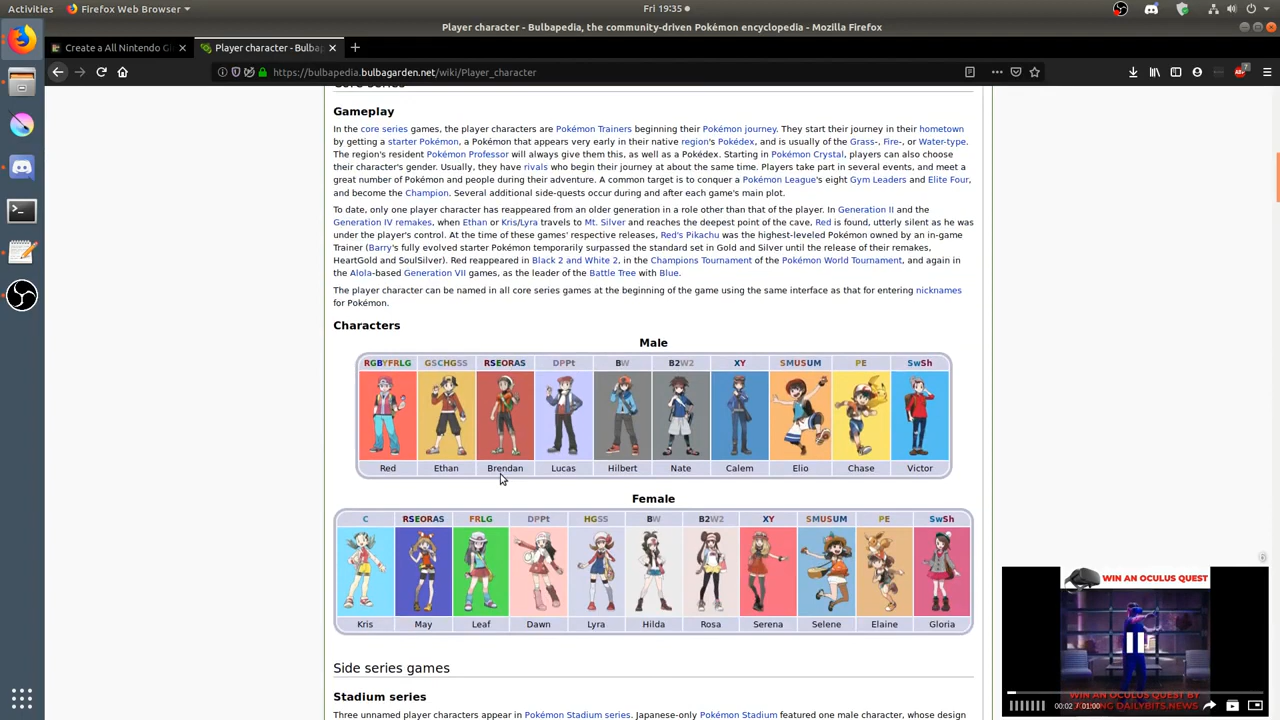 Activities
Firefox Web Browser
Fri 19:35
Player character - Bulbapedia, the community-driven Pokémon encyclopedia - Mozilla Firefox
Create a All Nintendo G
Player character - Bulba
https://bulbapedia.bulbagarden.net/wiki/Player_character
Core series
Gameplay
In the core series games, the player characters are Pokémon Trainers beginning their Pokémon journey. They start their journey in their hometown
by getting a starter Pokémon, a Pokémon that appears very early in their native region's Pokédex, and is usually of the Grass-, Fire-, or Water-type.
The region's resident Pokémon Professor will always give them this, as well as a Pokédex. Starting in Pokémon Crystal, players can also choose
their character's gender. Usually, they have rivals who begin their journey at about the same time. Players take part in several events, and meet a
great number of Pokémon and people during their adventure. A common target is to conquer a Pokémon League's eight Gym Leaders and Elite Four,
and become the Champion. Several additional side-quests occur during and after each game's main plot.
To date, only one player character has reappeared from an older generation in a role other than that of the player. In Generation II and the
Generation IV remakes, when Ethan or Kris/Lyra travels to Mt. Silver and reaches the deepest point of the cave, Red is found, utterly silent as he was
under the player's control. At the time of these games' respective releases, Red's Pikachu was the highest-leveled Pokémon owned by an in-game
Trainer (Barry's fully evolved starter Pokémon temporarily surpassed the standard set in Gold and Silver until the release of their remakes,
HeartGold and SoulSilver). Red reappeared in Black 2 and White 2, in the Champions Tournament of the Pokémon World Tournament, and again in
the Alola-based Generation VII games, as the leader of the Battle Tree with Blue.
The player character can be named in all core series games at the beginning of the game using the same interface as that for entering nicknames
for Pokémon.
Characters
Male
RGBYFRLG GSCHGSS RSEORAS DPPt BW B2W2 XY SMUSUM PE SwSh
Red Ethan Brendan Lucas Hilbert Nate Calem Elio Chase Victor
Female
C RSEORAS FRLG DPPt HGSS BW B2W2 XY SMUSUM PE SwSh
Kris May Leaf Dawn Lyra Hilda Rosa Serena Selene Elaine Gloria
Side series games
Stadium series
Three unnamed player characters appear in Pokémon Stadium series. Japanese-only Pokémon Stadium featured one male character, whose design
WIN AN OCULUS QUEST
WIN AN OCULUS QUEST BY
DAILYBITS.NEWS
00:02 01:00